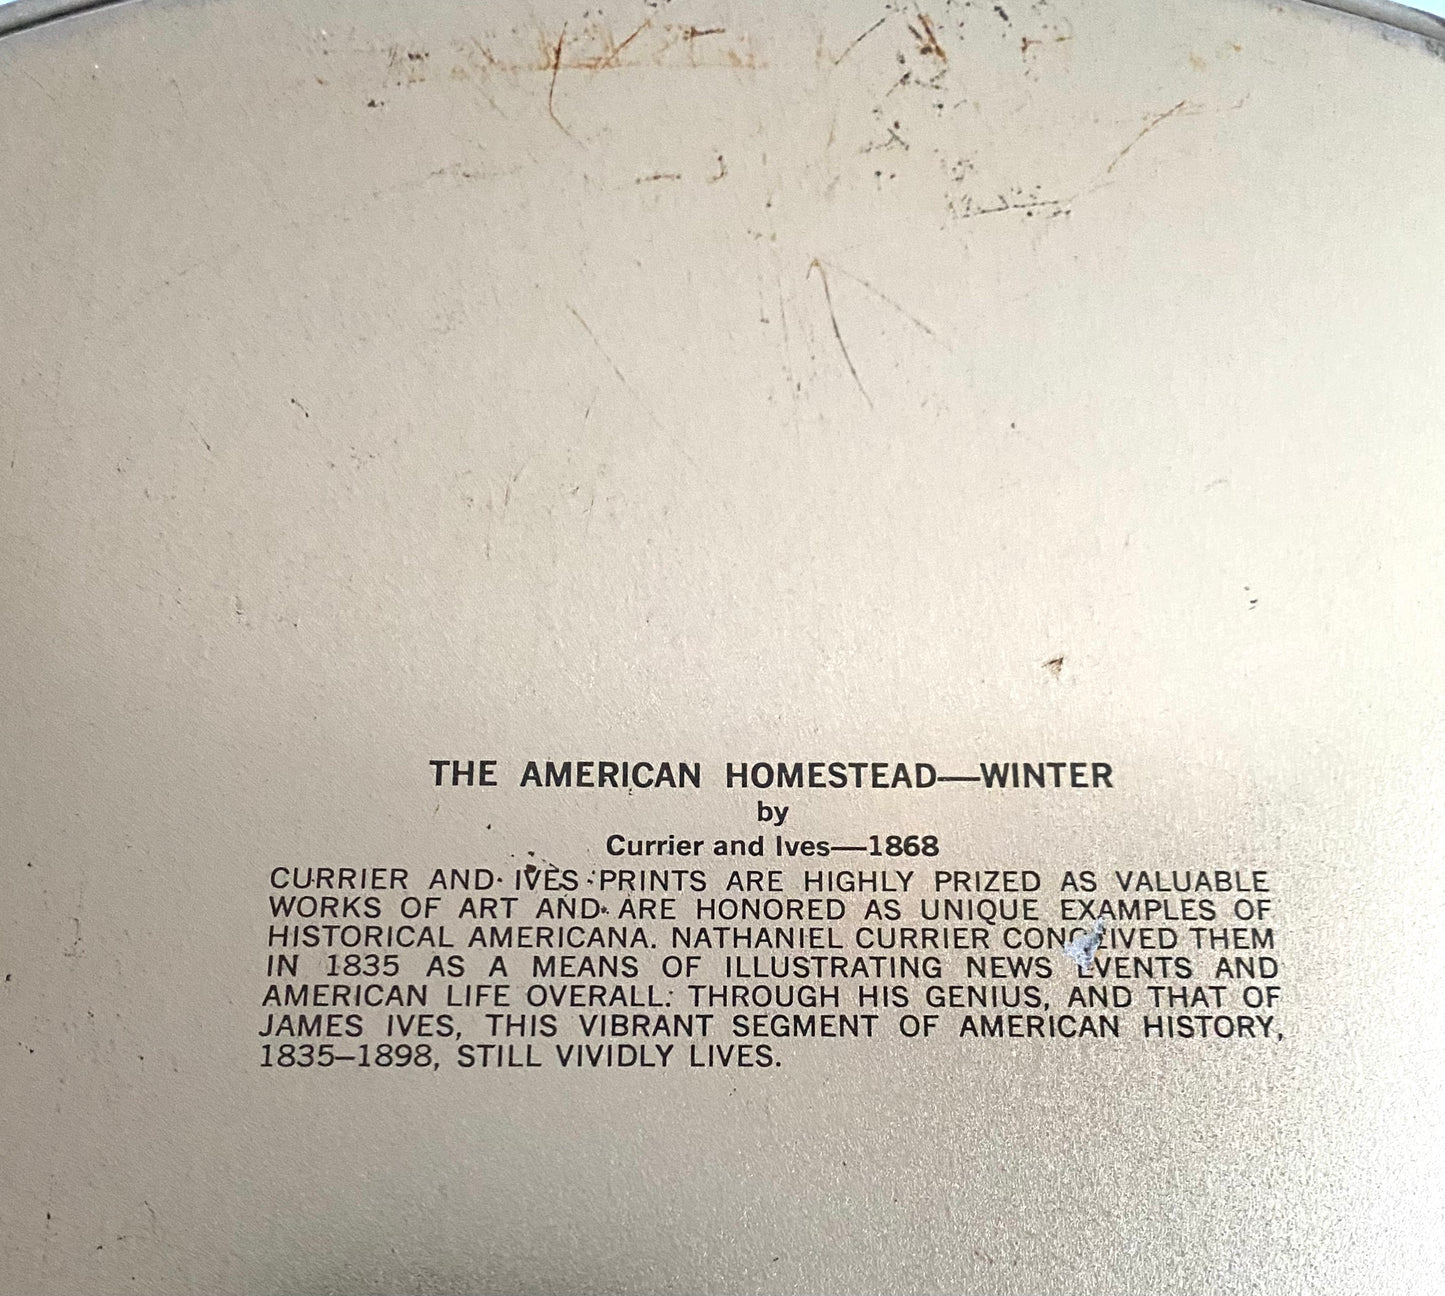 THE AMERICAN HOMESTEAD—WINTER
by
Currier and Ives—1868
CURRIER AND IVES PRINTS ARE HIGHLY PRIZED AS VALUABLE
WORKS OF ART AND ARE HONORED AS UNIQUE EXAMPLES OF
HISTORICAL AMERICANA. NATHANIEL CURRIER CONCEIVED THEM
IN 1835 AS A MEANS OF ILLUSTRATING NEWS EVENTS AND
AMERICAN LIFE OVERALL. THROUGH HIS GENIUS, AND THAT OF
JAMES IVES, THIS VIBRANT SEGMENT OF AMERICAN HISTORY,
1835–1898, STILL VIVIDLY LIVES.